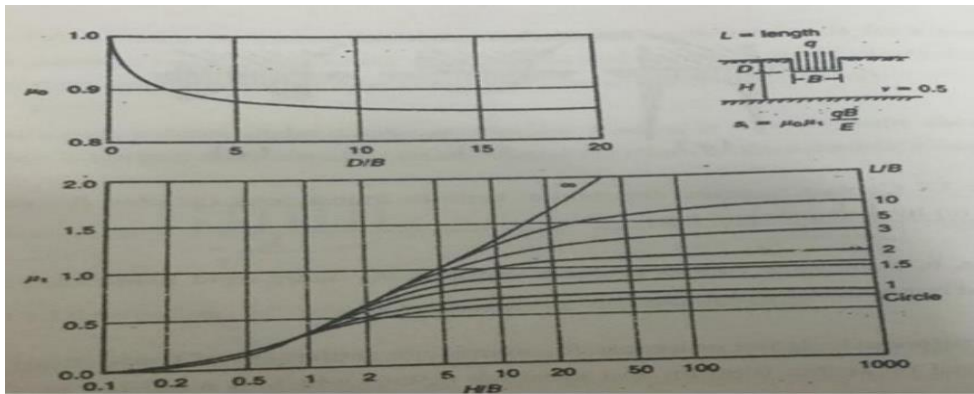 1.0
μ₀ 0.9
0.8
0 5 10 15 20
D/B
L = length
q
D
B
H
ν = 0.5
sᵢ = μ₀μ₁ qB/E
2.0
1.5
μ₁ 1.0
0.5
0.0
0.1 0.2 0.5 1 2 5 10 20 50 100 1000
H/B
∞
L/B
10
5
3
2
1.5
1
Circle